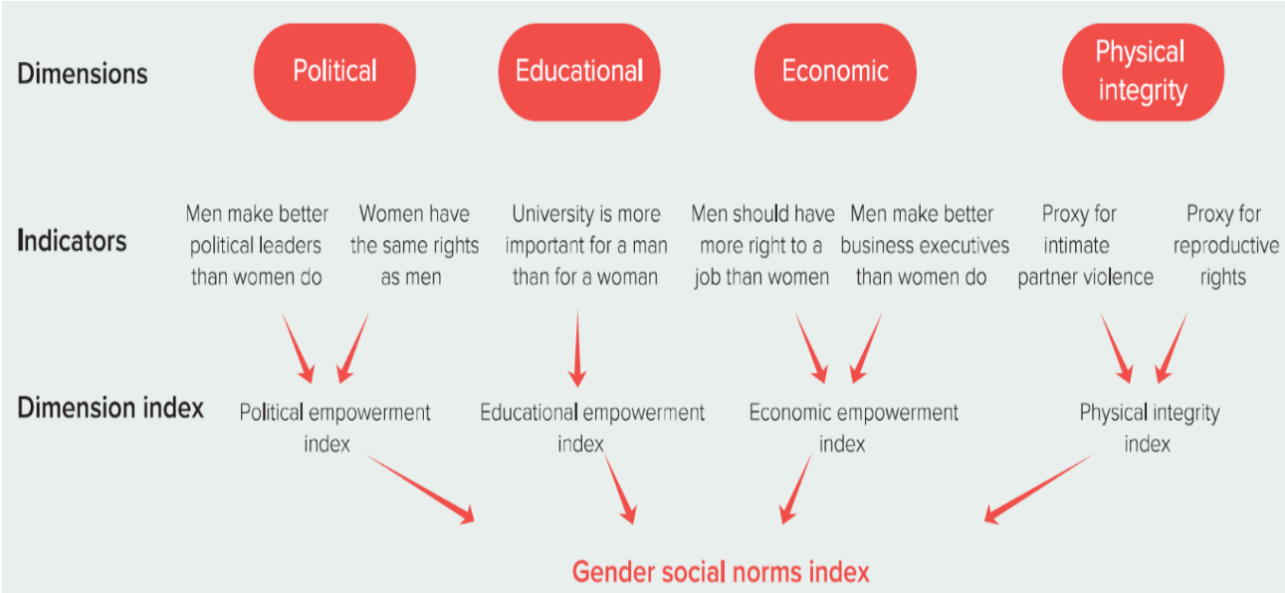 Dimensions
Political
Educational
Economic
Physical
integrity
Indicators
Men make better
political leaders
than women do
Women have
the same rights
as men
University is more
important for a man
than for a woman
Men should have
more right to a
job than women
Men make better
business executives
than women do
Proxy for
intimate
partner violence
Proxy for
reproductive
rights
Dimension index
Political empowerment
index
Educational empowerment
index
Economic empowerment
index
Physical integrity
index
Gender social norms index